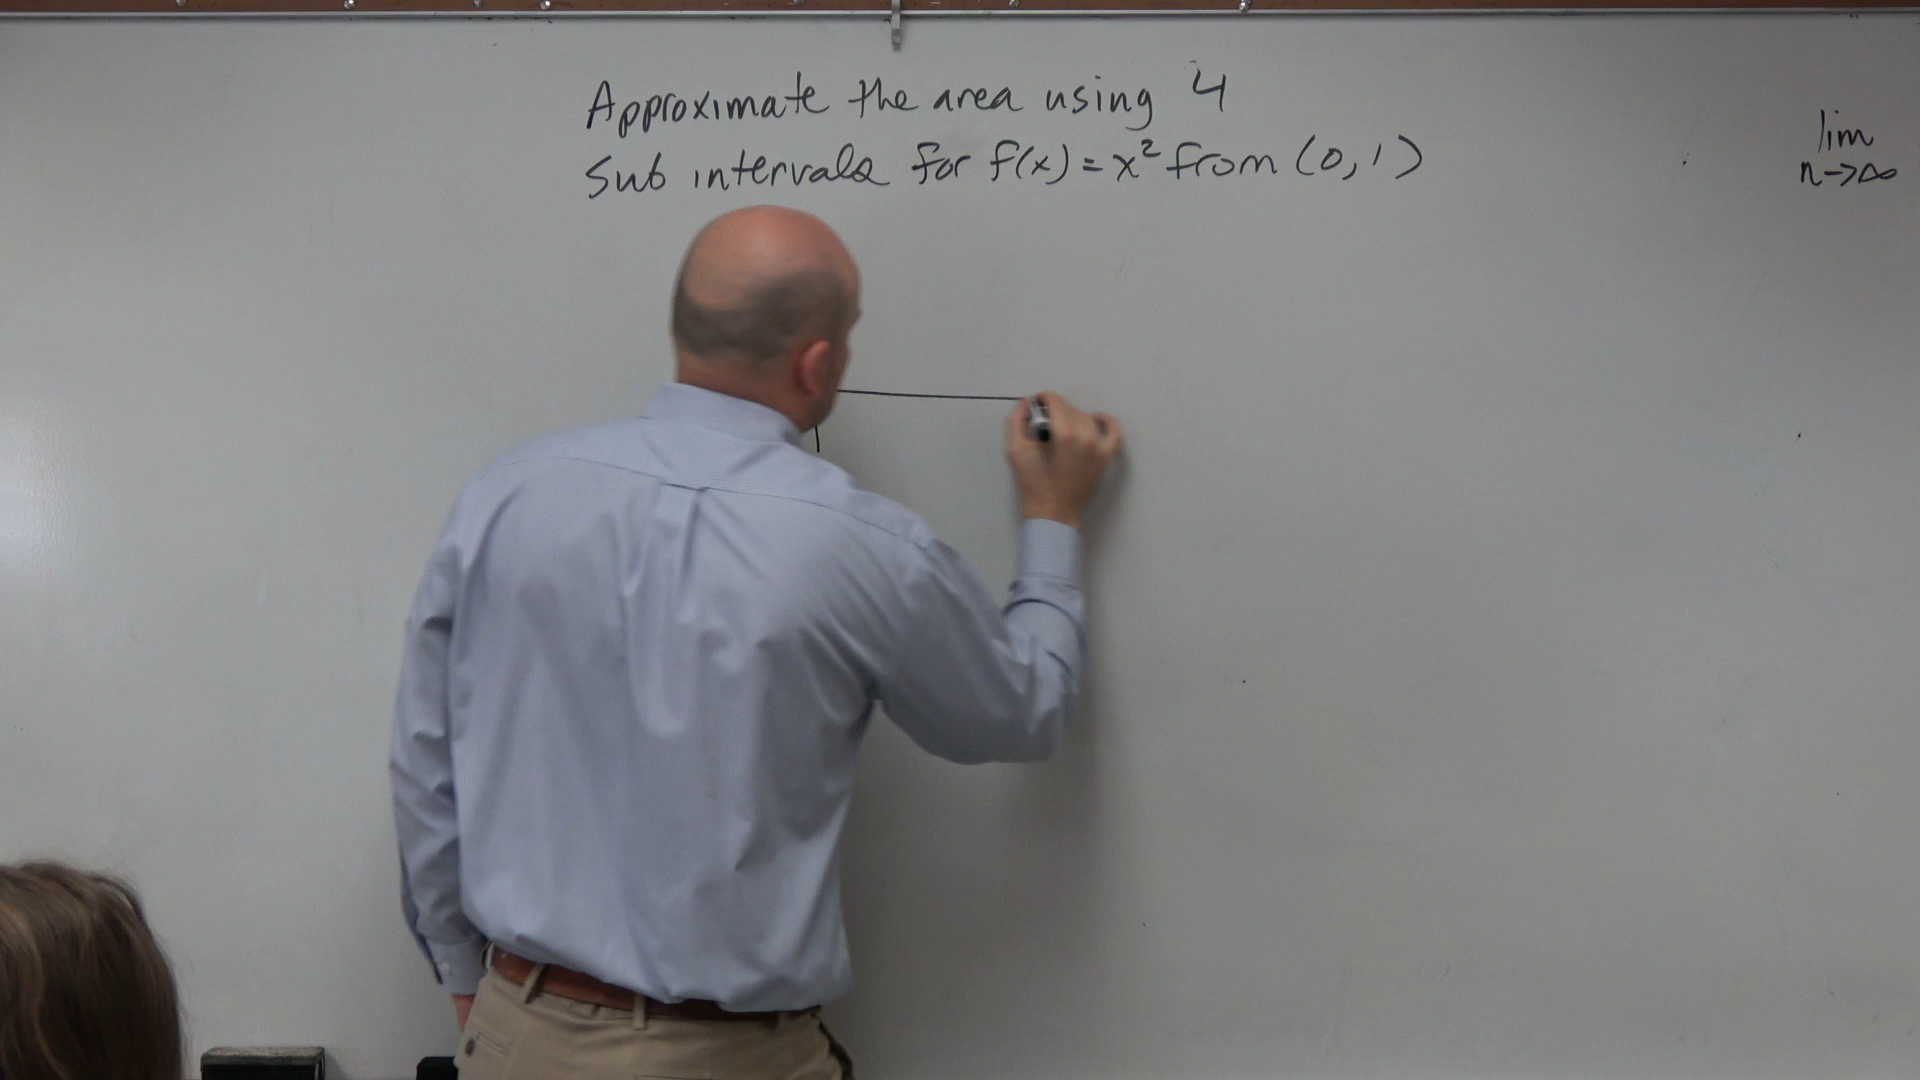 Approximate the area using 4
Sub intervals for f(x) = x² from (0, 1)
lim
n→∞